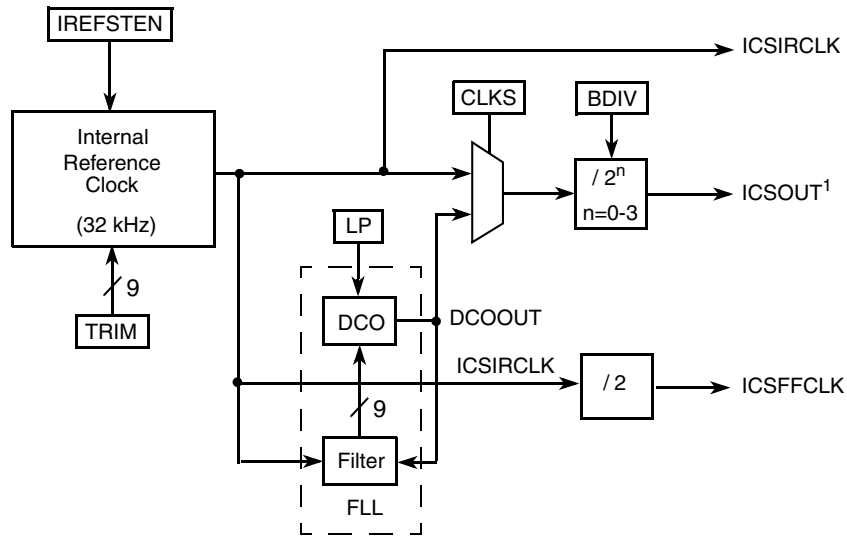 IREFSTEN
ICSIRCLK
CLKS
BDIV
Internal
Reference
Clock
(32 kHz)
/ 2ⁿ
n=0-3
ICSOUT¹
LP
9
TRIM
DCO
DCOOUT
ICSIRCLK
/ 2
ICSFFCLK
9
Filter
FLL